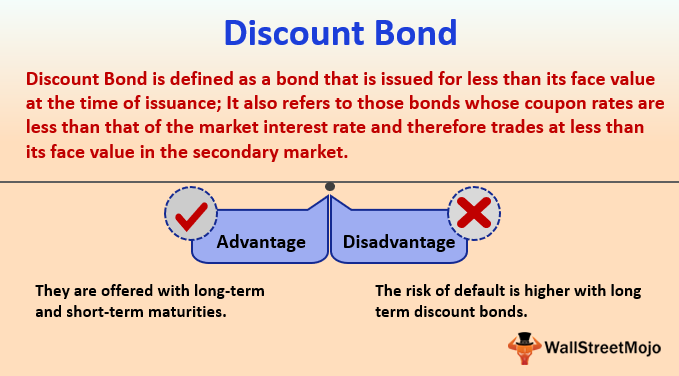 Discount Bond
Discount Bond is defined as a bond that is issued for less than its face value
at the time of issuance; It also refers to those bonds whose coupon rates are
less than that of the market interest rate and therefore trades at less than
its face value in the secondary market.
Advantage
Disadvantage
They are offered with long-term
and short-term maturities.
The risk of default is higher with long
term discount bonds.
WallStreetMojo